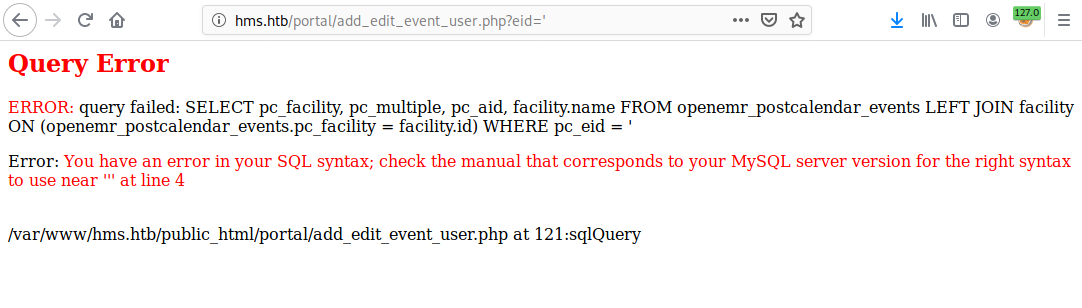 hms.htb/portal/add_edit_event_user.php?eid='
127.0
Query Error
ERROR: query failed: SELECT pc_facility, pc_multiple, pc_aid, facility.name FROM openemr_postcalendar_events LEFT JOIN facility
ON (openemr_postcalendar_events.pc_facility = facility.id) WHERE pc_eid = '
Error: You have an error in your SQL syntax; check the manual that corresponds to your MySQL server version for the right syntax
to use near ''' at line 4
/var/www/hms.htb/public_html/portal/add_edit_event_user.php at 121:sqlQuery